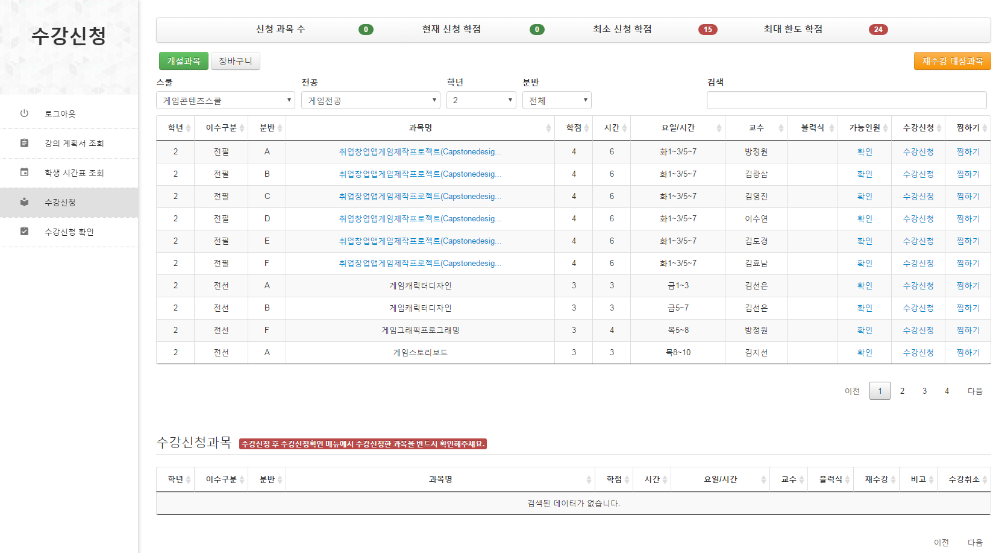 수강신청
로그아웃
강의 계획서 조회
학생 시간표 조회
수강신청
수강신청 확인
신청 과목 수 0 현재 신청 학점 0 최소 신청 학점 15 최대 한도 학점 24
개설과목 장바구니 재수강 대상과목
스쿨 전공 학년 분반 검색
게임콘텐츠스쿨 게임전공 2 전체
학년 이수구분 분반 과목명 학점 시간 요일/시간 교수 블럭식 가능인원 수강신청 찜하기
2 전필 A 취업창업앱게임제작프로젝트(Capstonedesig... 4 6 화1~3/5~7 방정원 확인 수강신청 찜하기
2 전필 B 취업창업앱게임제작프로젝트(Capstonedesig... 4 6 화1~3/5~7 김광삼 확인 수강신청 찜하기
2 전필 C 취업창업앱게임제작프로젝트(Capstonedesig... 4 6 화1~3/5~7 김영진 확인 수강신청 찜하기
2 전필 D 취업창업앱게임제작프로젝트(Capstonedesig... 4 6 화1~3/5~7 이수연 확인 수강신청 찜하기
2 전필 E 취업창업앱게임제작프로젝트(Capstonedesig... 4 6 화1~3/5~7 김도경 확인 수강신청 찜하기
2 전필 F 취업창업앱게임제작프로젝트(Capstonedesig... 4 6 화1~3/5~7 김효남 확인 수강신청 찜하기
2 전선 A 게임캐릭터디자인 3 3 금1~3 김선은 확인 수강신청 찜하기
2 전선 B 게임캐릭터디자인 3 3 금5~7 김선은 확인 수강신청 찜하기
2 전선 F 게임그래픽프로그래밍 3 4 목5~8 방정원 확인 수강신청 찜하기
2 전선 A 게임스토리보드 3 3 목8~10 김지선 확인 수강신청 찜하기
이전 1 2 3 4 다음
수강신청과목 수강신청 후 수강신청확인 메뉴에서 수강신청한 과목을 반드시 확인해주세요.
학년 이수구분 분반 과목명 학점 시간 요일/시간 교수 블럭식 재수강 비고 수강취소
검색된 데이터가 없습니다.
이전 다음